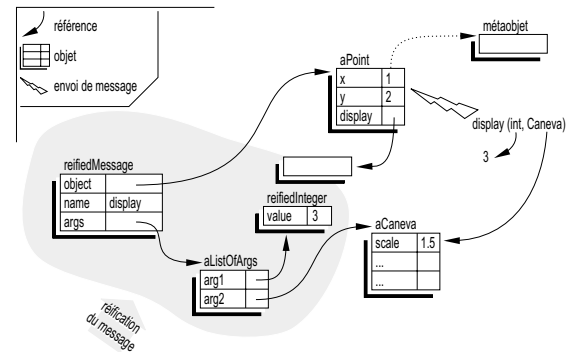 référence
objet
envoi de message
métaobjet
aPoint
x 1
y 2
display
display (int, Caneva)
3
reifiedMessage
object
name display
args
reifiedInteger
value 3
aCaneva
scale 1.5
...
...
aListOfArgs
arg1
arg2
réification
du message